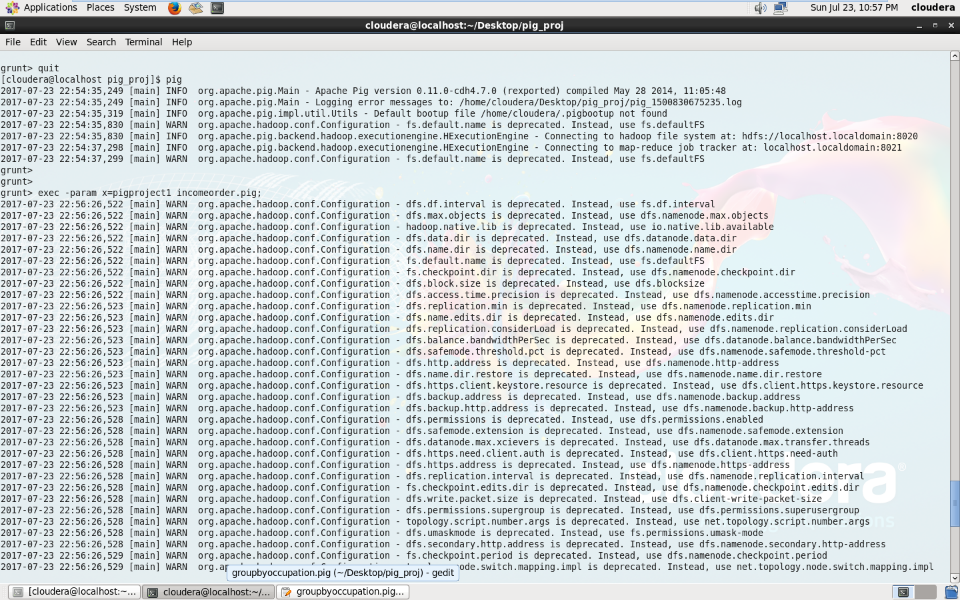 Applications Places System Sun Jul 23, 10:57 PM cloudera
cloudera@localhost:~/Desktop/pig_proj
File Edit View Search Terminal Help
grunt> quit
[cloudera@localhost pig_proj]$ pig
2017-07-23 22:54:35,249 [main] INFO  org.apache.pig.Main - Apache Pig version 0.11.0-cdh4.7.0 (rexported) compiled May 28 2014, 11:05:48
2017-07-23 22:54:35,249 [main] INFO  org.apache.pig.Main - Logging error messages to: /home/cloudera/Desktop/pig_proj/pig_1500830675235.log
2017-07-23 22:54:35,319 [main] INFO  org.apache.pig.impl.util.Utils - Default bootup file /home/cloudera/.pigbootup not found
2017-07-23 22:54:35,830 [main] WARN  org.apache.hadoop.conf.Configuration - fs.default.name is deprecated. Instead, use fs.defaultFS
2017-07-23 22:54:35,830 [main] INFO  org.apache.pig.backend.hadoop.executionengine.HExecutionEngine - Connecting to hadoop file system at: hdfs://localhost.localdomain:8020
2017-07-23 22:54:37,298 [main] INFO  org.apache.pig.backend.hadoop.executionengine.HExecutionEngine - Connecting to map-reduce job tracker at: localhost.localdomain:8021
2017-07-23 22:54:37,299 [main] WARN  org.apache.hadoop.conf.Configuration - fs.default.name is deprecated. Instead, use fs.defaultFS
grunt>
grunt>
grunt> exec -param x=pigproject1 incomeorder.pig;
2017-07-23 22:56:26,522 [main] WARN  org.apache.hadoop.conf.Configuration - dfs.df.interval is deprecated. Instead, use fs.df.interval
2017-07-23 22:56:26,522 [main] WARN  org.apache.hadoop.conf.Configuration - dfs.max.objects is deprecated. Instead, use dfs.namenode.max.objects
2017-07-23 22:56:26,522 [main] WARN  org.apache.hadoop.conf.Configuration - hadoop.native.lib is deprecated. Instead, use io.native.lib.available
2017-07-23 22:56:26,522 [main] WARN  org.apache.hadoop.conf.Configuration - dfs.data.dir is deprecated. Instead, use dfs.datanode.data.dir
2017-07-23 22:56:26,522 [main] WARN  org.apache.hadoop.conf.Configuration - dfs.name.dir is deprecated. Instead, use dfs.namenode.name.dir
2017-07-23 22:56:26,522 [main] WARN  org.apache.hadoop.conf.Configuration - fs.default.name is deprecated. Instead, use fs.defaultFS
2017-07-23 22:56:26,522 [main] WARN  org.apache.hadoop.conf.Configuration - fs.checkpoint.dir is deprecated. Instead, use dfs.namenode.checkpoint.dir
2017-07-23 22:56:26,522 [main] WARN  org.apache.hadoop.conf.Configuration - dfs.block.size is deprecated. Instead, use dfs.blocksize
2017-07-23 22:56:26,522 [main] WARN  org.apache.hadoop.conf.Configuration - dfs.access.time.precision is deprecated. Instead, use dfs.namenode.accesstime.precision
2017-07-23 22:56:26,523 [main] WARN  org.apache.hadoop.conf.Configuration - dfs.replication.min is deprecated. Instead, use dfs.namenode.replication.min
2017-07-23 22:56:26,523 [main] WARN  org.apache.hadoop.conf.Configuration - dfs.name.edits.dir is deprecated. Instead, use dfs.namenode.edits.dir
2017-07-23 22:56:26,523 [main] WARN  org.apache.hadoop.conf.Configuration - dfs.replication.considerLoad is deprecated. Instead, use dfs.namenode.replication.considerLoad
2017-07-23 22:56:26,523 [main] WARN  org.apache.hadoop.conf.Configuration - dfs.balance.bandwidthPerSec is deprecated. Instead, use dfs.datanode.balance.bandwidthPerSec
2017-07-23 22:56:26,523 [main] WARN  org.apache.hadoop.conf.Configuration - dfs.safemode.threshold.pct is deprecated. Instead, use dfs.namenode.safemode.threshold-pct
2017-07-23 22:56:26,523 [main] WARN  org.apache.hadoop.conf.Configuration - dfs.http.address is deprecated. Instead, use dfs.namenode.http-address
2017-07-23 22:56:26,523 [main] WARN  org.apache.hadoop.conf.Configuration - dfs.name.dir.restore is deprecated. Instead, use dfs.namenode.name.dir.restore
2017-07-23 22:56:26,523 [main] WARN  org.apache.hadoop.conf.Configuration - dfs.https.client.keystore.resource is deprecated. Instead, use dfs.client.https.keystore.resource
2017-07-23 22:56:26,523 [main] WARN  org.apache.hadoop.conf.Configuration - dfs.backup.address is deprecated. Instead, use dfs.namenode.backup.address
2017-07-23 22:56:26,523 [main] WARN  org.apache.hadoop.conf.Configuration - dfs.backup.http.address is deprecated. Instead, use dfs.namenode.backup.http-address
2017-07-23 22:56:26,528 [main] WARN  org.apache.hadoop.conf.Configuration - dfs.permissions is deprecated. Instead, use dfs.permissions.enabled
2017-07-23 22:56:26,528 [main] WARN  org.apache.hadoop.conf.Configuration - dfs.safemode.extension is deprecated. Instead, use dfs.namenode.safemode.extension
2017-07-23 22:56:26,528 [main] WARN  org.apache.hadoop.conf.Configuration - dfs.datanode.max.xcievers is deprecated. Instead, use dfs.datanode.max.transfer.threads
2017-07-23 22:56:26,528 [main] WARN  org.apache.hadoop.conf.Configuration - dfs.https.need.client.auth is deprecated. Instead, use dfs.client.https.need-auth
2017-07-23 22:56:26,528 [main] WARN  org.apache.hadoop.conf.Configuration - dfs.https.address is deprecated. Instead, use dfs.namenode.https-address
2017-07-23 22:56:26,528 [main] WARN  org.apache.hadoop.conf.Configuration - dfs.replication.interval is deprecated. Instead, use dfs.namenode.replication.interval
2017-07-23 22:56:26,528 [main] WARN  org.apache.hadoop.conf.Configuration - fs.checkpoint.edits.dir is deprecated. Instead, use dfs.namenode.checkpoint.edits.dir
2017-07-23 22:56:26,528 [main] WARN  org.apache.hadoop.conf.Configuration - dfs.write.packet.size is deprecated. Instead, use dfs.client-write-packet-size
2017-07-23 22:56:26,528 [main] WARN  org.apache.hadoop.conf.Configuration - dfs.permissions.supergroup is deprecated. Instead, use dfs.permissions.superusergroup
2017-07-23 22:56:26,528 [main] WARN  org.apache.hadoop.conf.Configuration - topology.script.number.args is deprecated. Instead, use net.topology.script.number.args
2017-07-23 22:56:26,528 [main] WARN  org.apache.hadoop.conf.Configuration - dfs.umaskmode is deprecated. Instead, use fs.permissions.umask-mode
2017-07-23 22:56:26,528 [main] WARN  org.apache.hadoop.conf.Configuration - dfs.secondary.http.address is deprecated. Instead, use dfs.namenode.secondary.http-address
2017-07-23 22:56:26,529 [main] WARN  org.apache.hadoop.conf.Configuration - fs.checkpoint.period is deprecated. Instead, use dfs.namenode.checkpoint.period
2017-07-23 22:56:26,529 [main] WARN  org.ap node.switch.mapping.impl is deprecated. Instead, use net.topology.node.switch.mapping.impl
groupbyoccupation.pig (~/Desktop/pig_proj) - gedit
[cloudera@localhost:~... cloudera@localhost:~/... groupbyoccupation.pig...